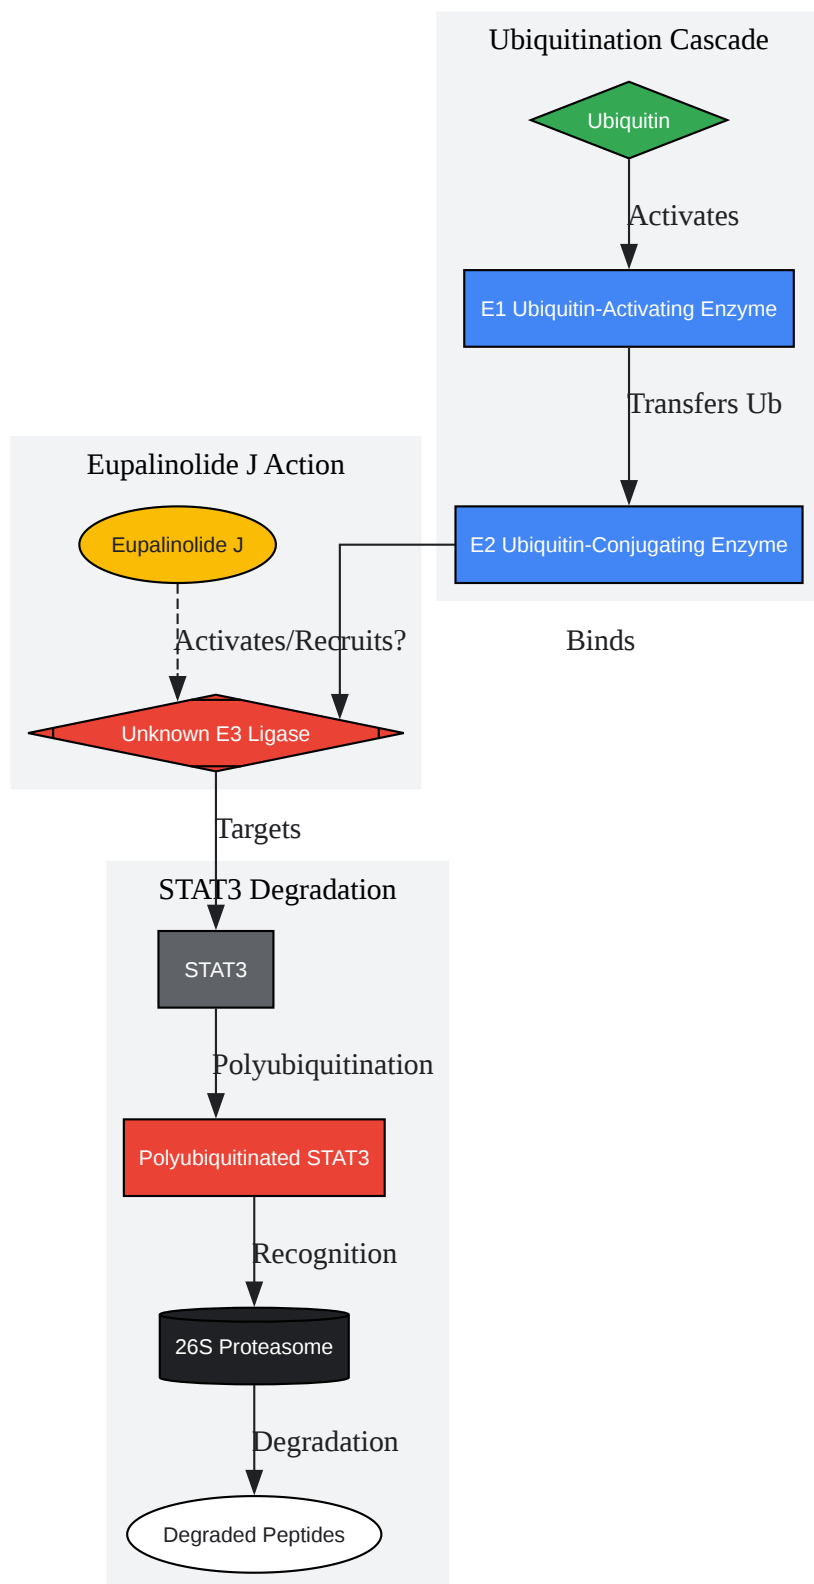 Ubiquitination Cascade
Ubiquitin
Activates
E1 Ubiquitin-Activating Enzyme
Transfers Ub
E2 Ubiquitin-Conjugating Enzyme
Binds
Eupalinolide J Action
Eupalinolide J
Activates/Recruits?
Unknown E3 Ligase
Targets
STAT3 Degradation
STAT3
Polyubiquitination
Polyubiquitinated STAT3
Recognition
26S Proteasome
Degradation
Degraded Peptides